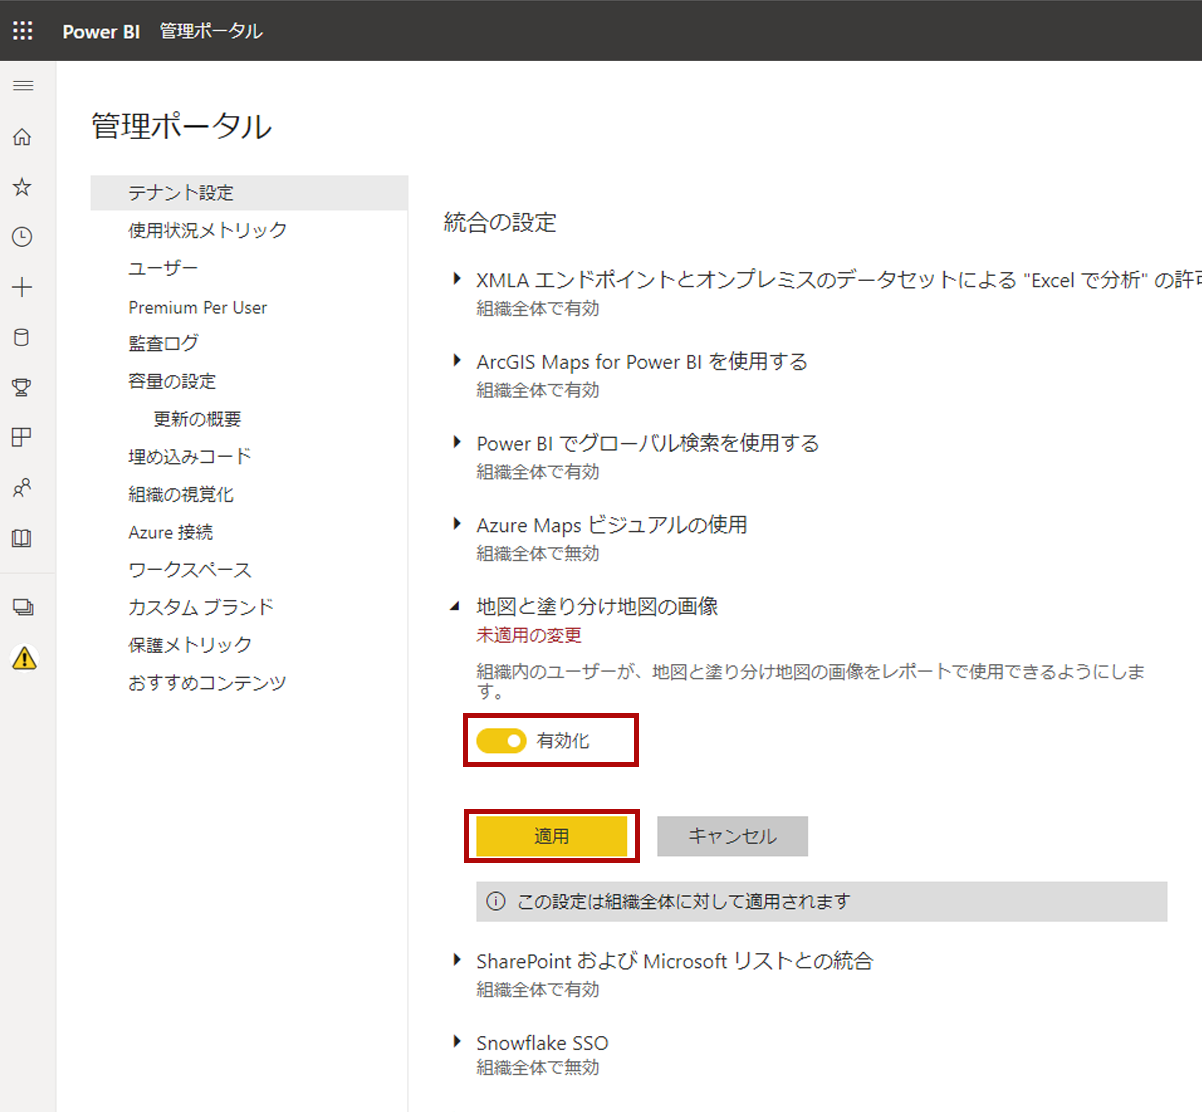 Power BI 管理ポータル
管理ポータル
テナント設定
使用状況メトリック
ユーザー
Premium Per User
監査ログ
容量の設定
更新の概要
埋め込みコード
組織の視覚化
Azure 接続
ワークスペース
カスタム ブランド
保護メトリック
おすすめコンテンツ
統合の設定
XMLA エンドポイントとオンプレミスのデータセットによる "Excel で分析" の許可
組織全体で有効
ArcGIS Maps for Power BI を使用する
組織全体で有効
Power BI でグローバル検索を使用する
組織全体で有効
Azure Maps ビジュアルの使用
組織全体で無効
地図と塗り分け地図の画像
未適用の変更
組織内のユーザーが、地図と塗り分け地図の画像をレポートで使用できるようにしま
す。
有効化
適用 キャンセル
この設定は組織全体に対して適用されます
SharePoint および Microsoft リストとの統合
組織全体で有効
Snowflake SSO
組織全体で無効